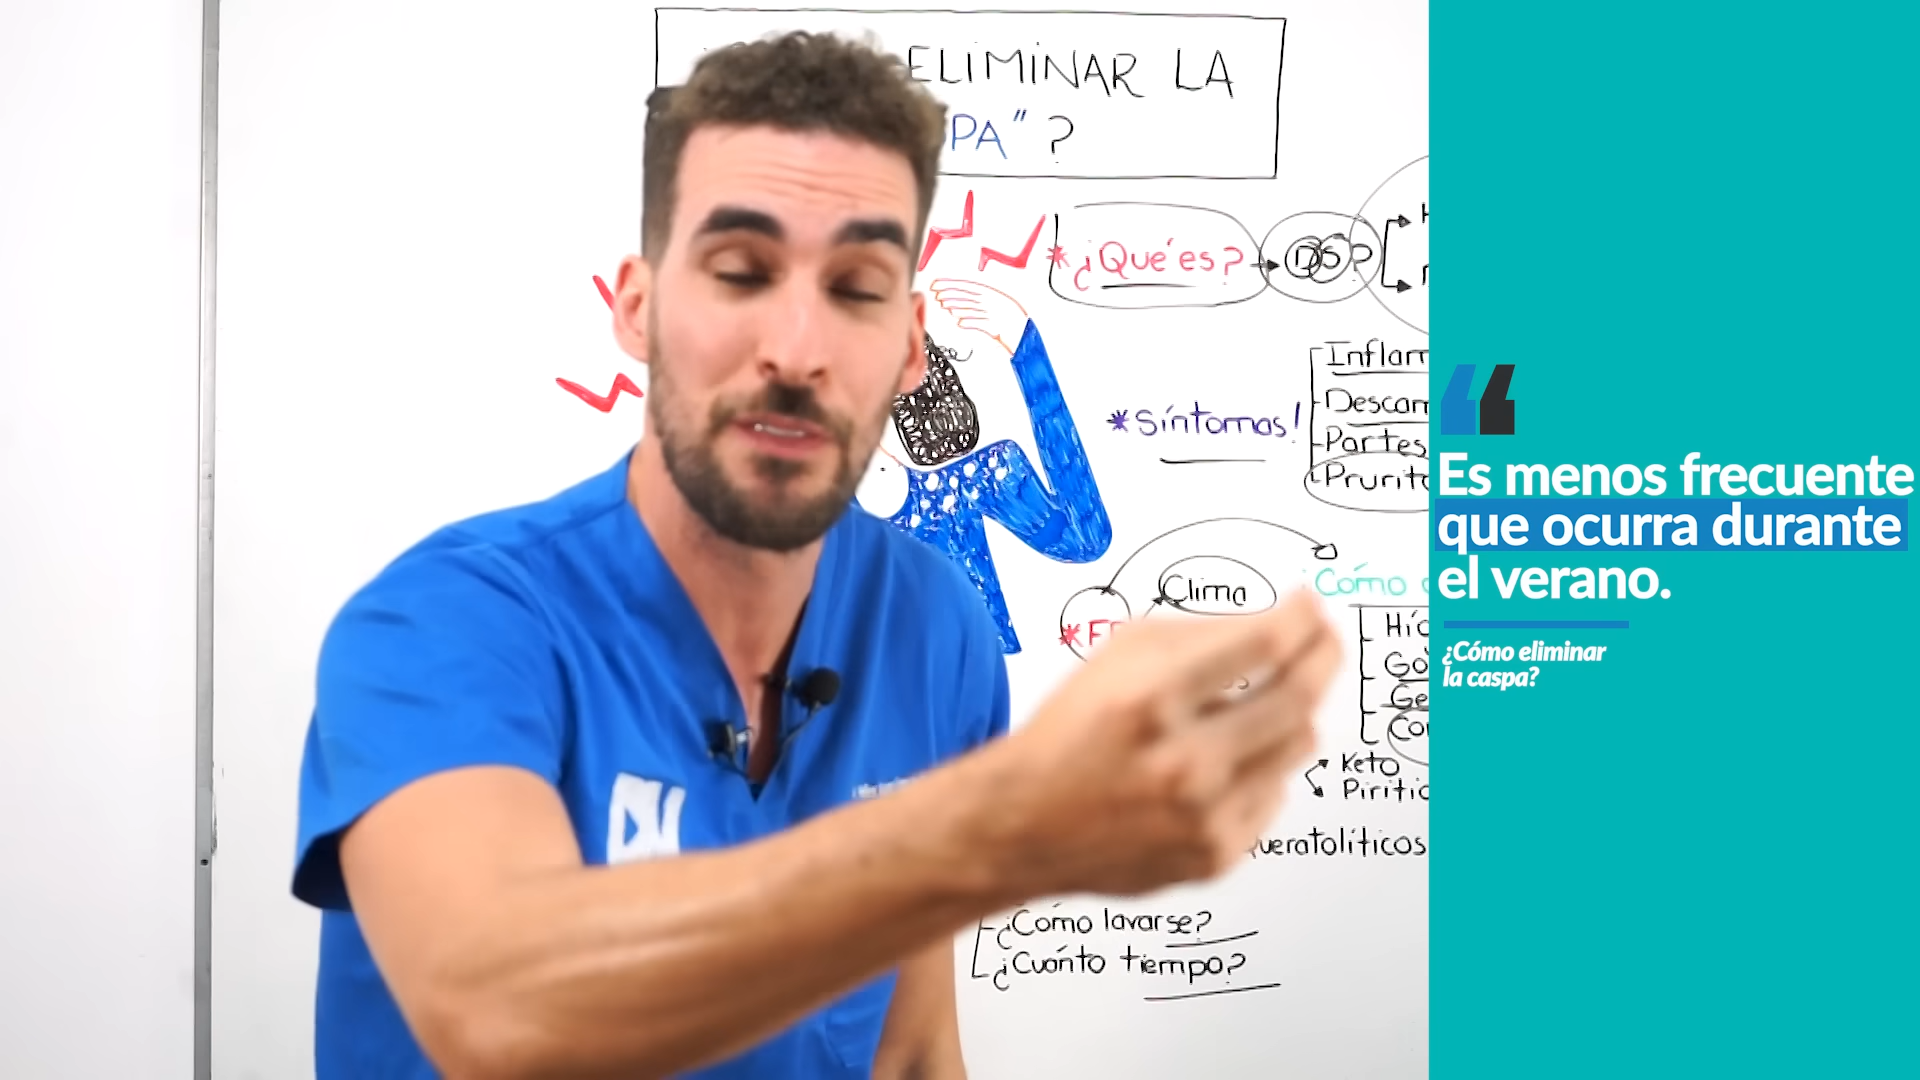 ELIMINAR LA
PA" ?
* ¿Qué es?
DS?
* Síntomas!
Inflam
Descam
Partes
Prurito
Clima
¿Cómo
Keto
Queratolíticos
¿Cómo lavarse?
¿Cuánto tiempo?
Es menos frecuente
que ocurra durante
el verano.
¿Cómo eliminar
la caspa?